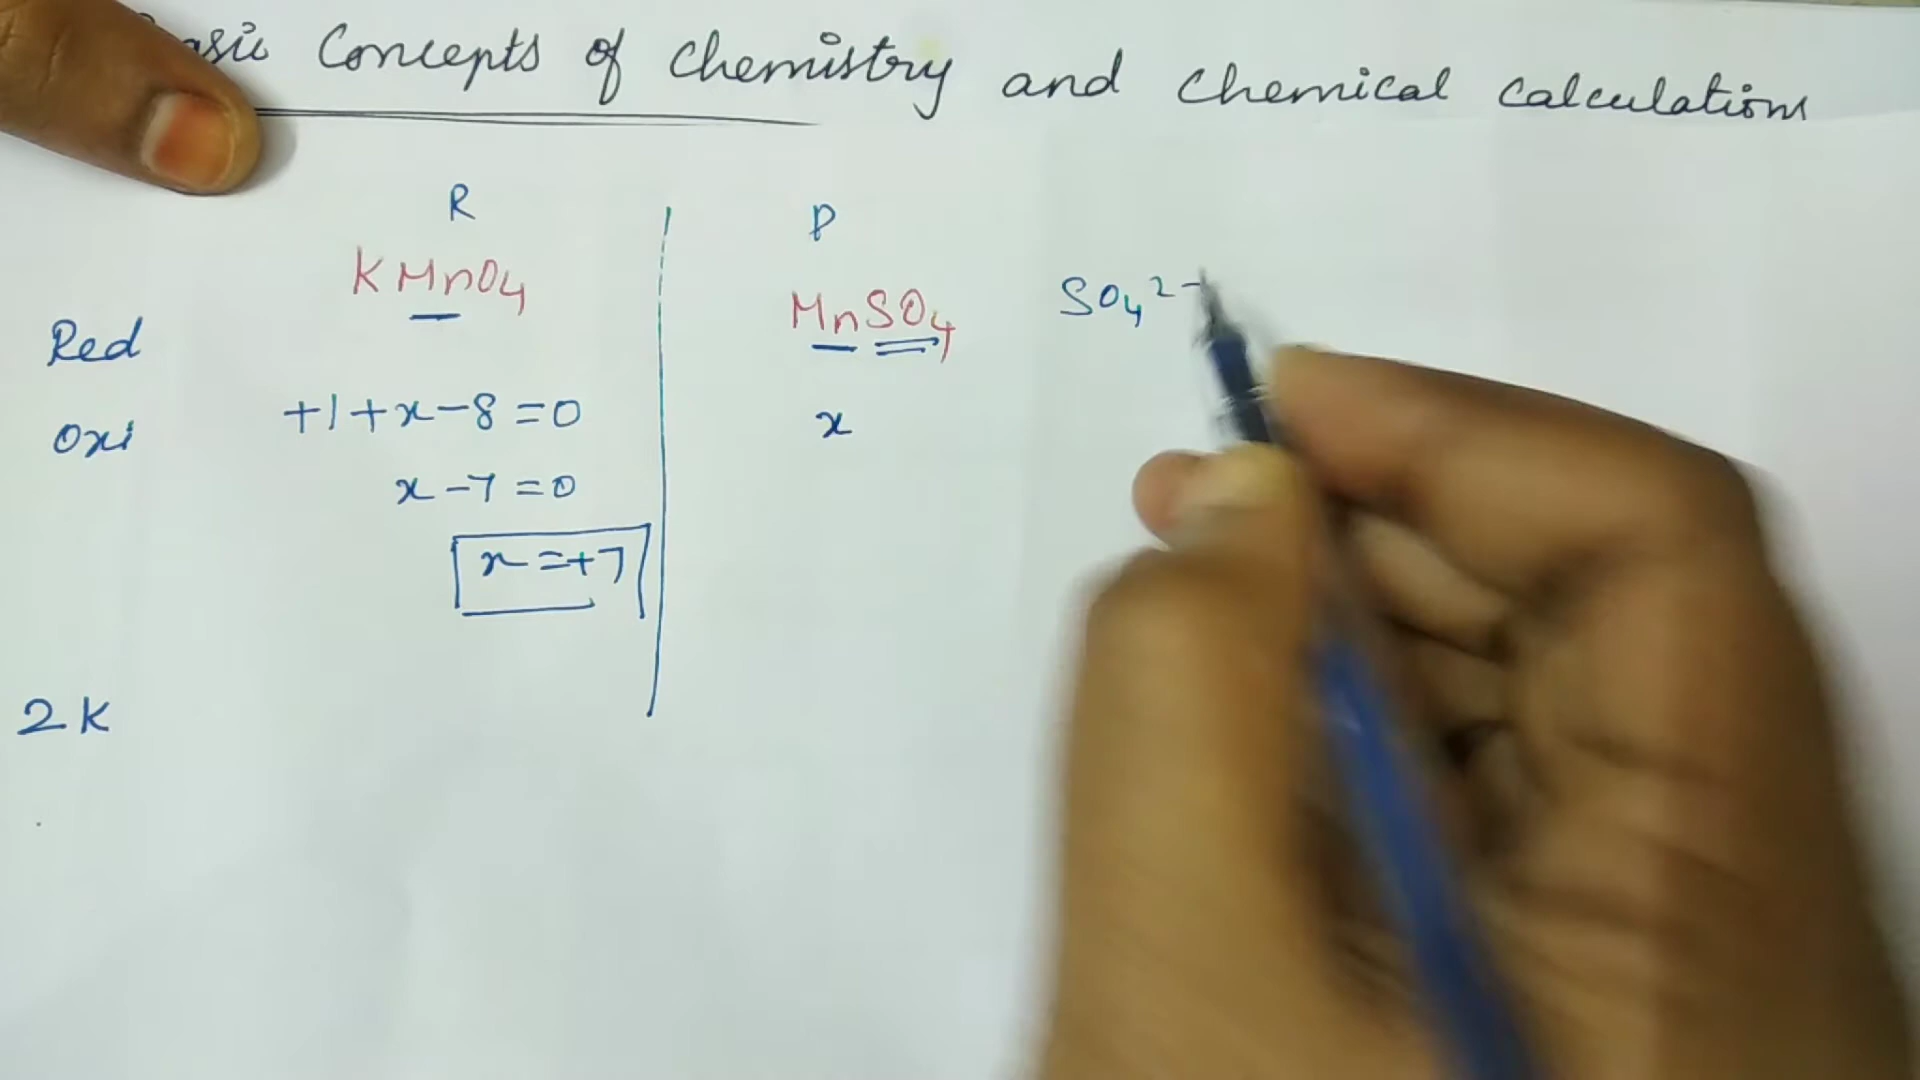 Concepts of Chemistry and Chemical Calculations
R
P
KMnO4
MnSO4
SO4 2-
Red
Oxi
+1+x-8=0
x
x-7=0
x=+7
2K